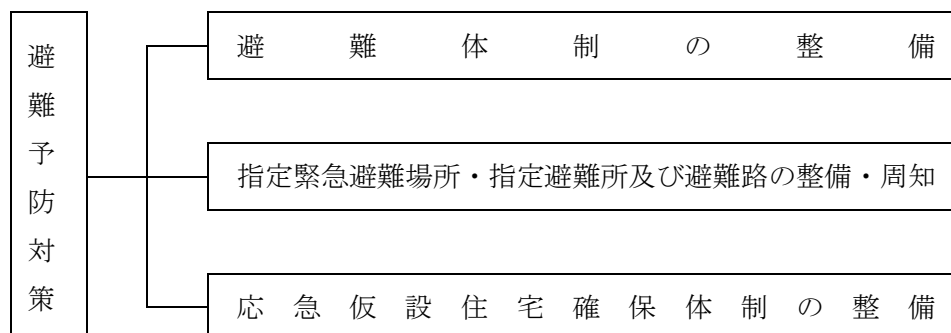 避難予防対策
避難体制の整備
指定緊急避難場所・指定避難所及び避難路の整備・周知
応急仮設住宅確保体制の整備